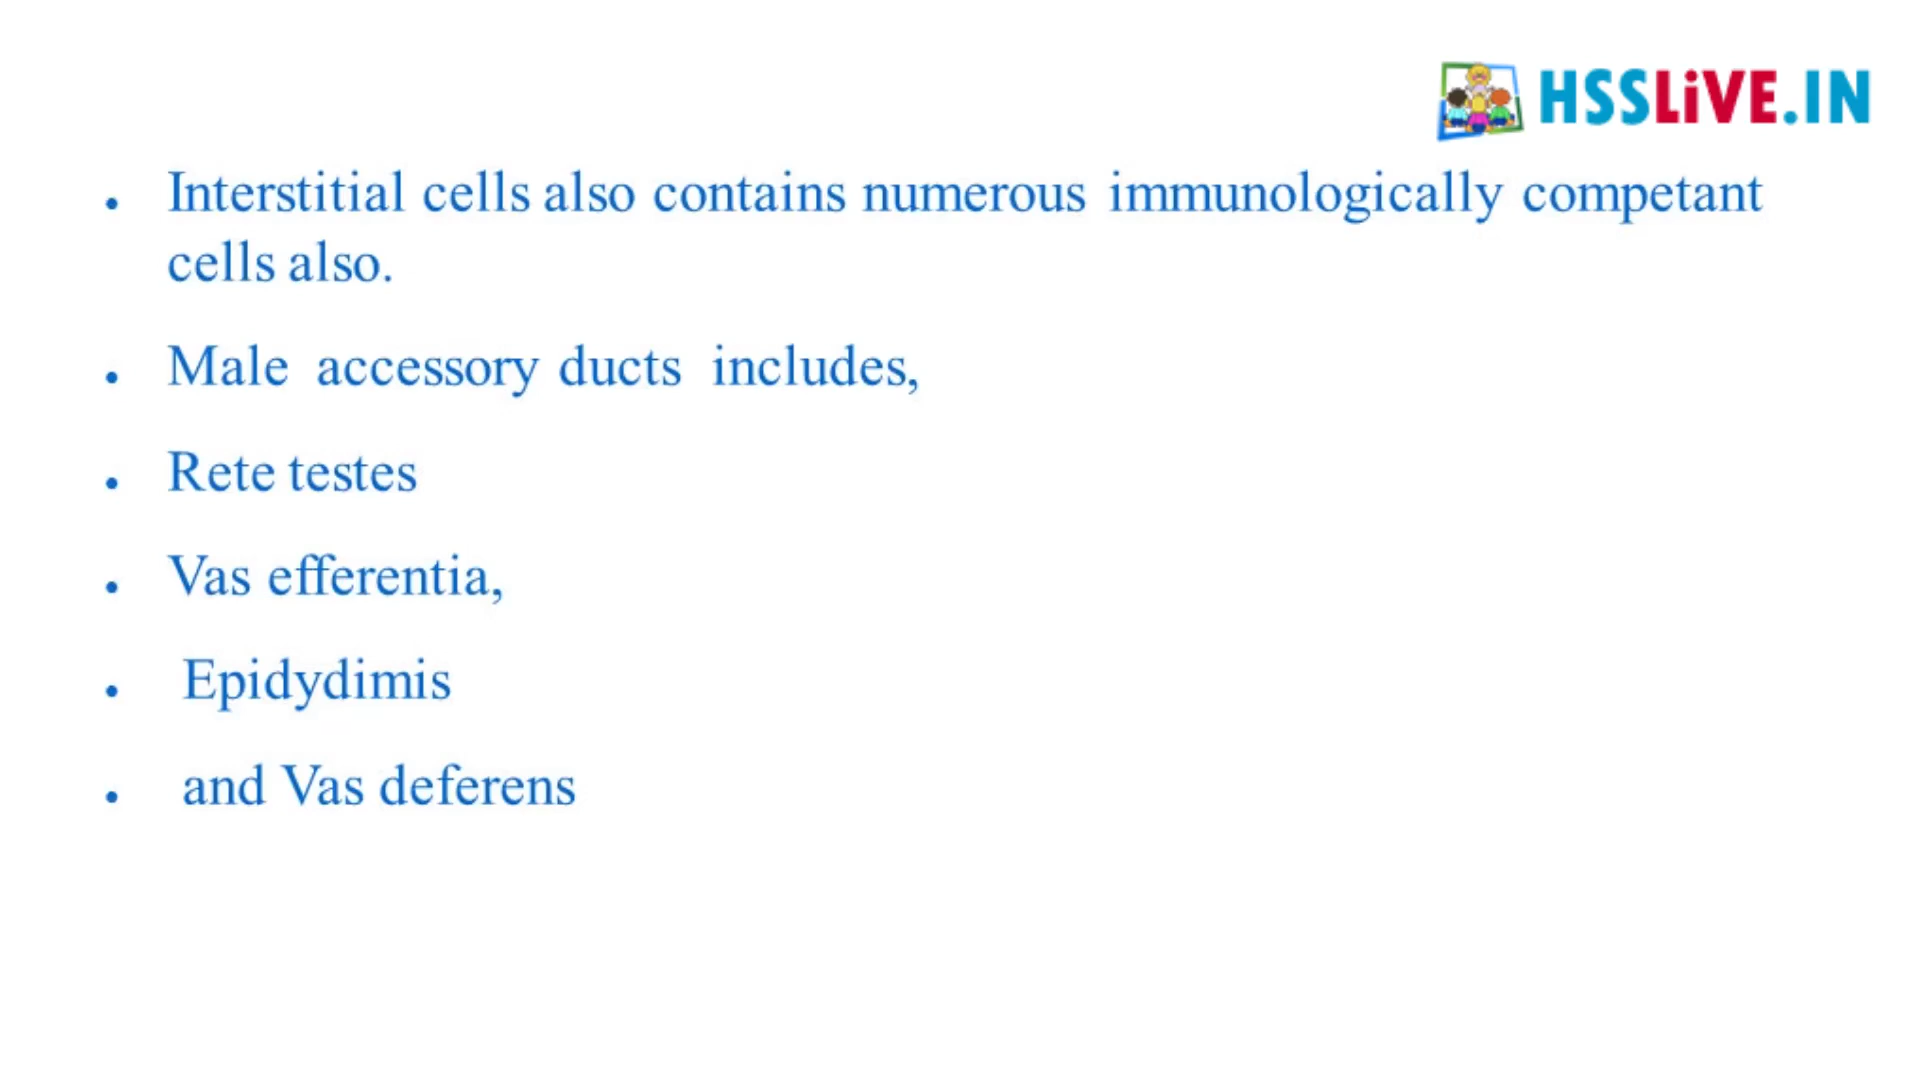 HSSLiVE.IN
• Interstitial cells also contains numerous immunologically competant
cells also.
• Male accessory ducts includes,
• Rete testes
• Vas efferentia,
• Epidydimis
• and Vas deferens